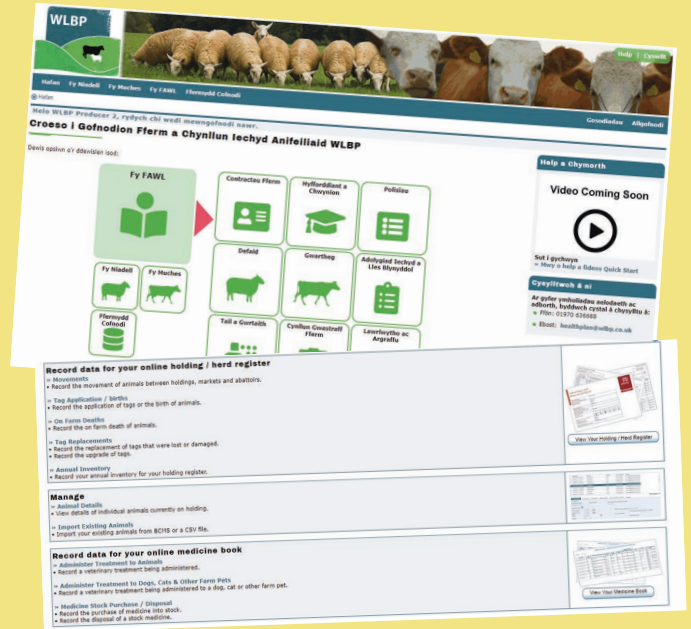 WLBP
Help | Cyswllt
Hafan Fy Niadell Fy Muches Fy FAWL Ffermydd Cofnodi
Gosodiadau Allgofnodi
Hafan
Helo WLBP Producer 2, rydych chi wedi mewngofnodi nawr.
Croeso i Gofnodion Fferm a Chynllun Iechyd Anifeiliaid WLBP
Dewis opsiwn o'r ddewislen isod:
Fy FAWL
Contractau Fferm
Hyfforddiant a Chwynion
Polisïau
Defaid
Gwartheg
Adolygiad Iechyd a Lles Blynyddol
Fy Niadell
Fy Muches
Ffermydd Cofnodi
Tail a Gwrtaith
Cynllun Gwastraff Fferm
Lawrlwytho ac Argraffu
Help a Chymorth
Video Coming Soon
Sut i gychwyn
» Mwy o help a fideos Quick Start
Cysylltwch â ni
Ar gyfer ymholiadau aelodaeth ac
adborth, byddwch cystal â chysylltu â:
• Ffôn: 01970 636688
• Ebost: healthplan@wlbp.co.uk
Record data for your online holding / herd register
» Movements
• Record the movement of animals between holdings, markets and abattoirs.
» Tag Application / births
• Record the application of tags or the birth of animals.
» On Farm Deaths
• Record the on farm death of animals.
» Tag Replacements
• Record the replacement of tags that were lost or damaged.
• Record the upgrade of tags.
» Annual Inventory
• Record your annual inventory for your holding register.
View Your Holding / Herd Register
Manage
» Animal Details
• View details of individual animals currently on holding.
» Import Existing Animals
• Import your existing animals from BCMS or a CSV file.
Record data for your online medicine book
» Administer Treatment to Animals
• Record a veterinary treatment being administered.
» Administer Treatment to Dogs, Cats & Other Farm Pets
• Record a veterinary treatment being administered to a dog, cat or other farm pet.
» Medicine Stock Purchase / Disposal
• Record the purchase of medicine into stock.
• Record the disposal of a stock medicine.
View Your Medicine Book